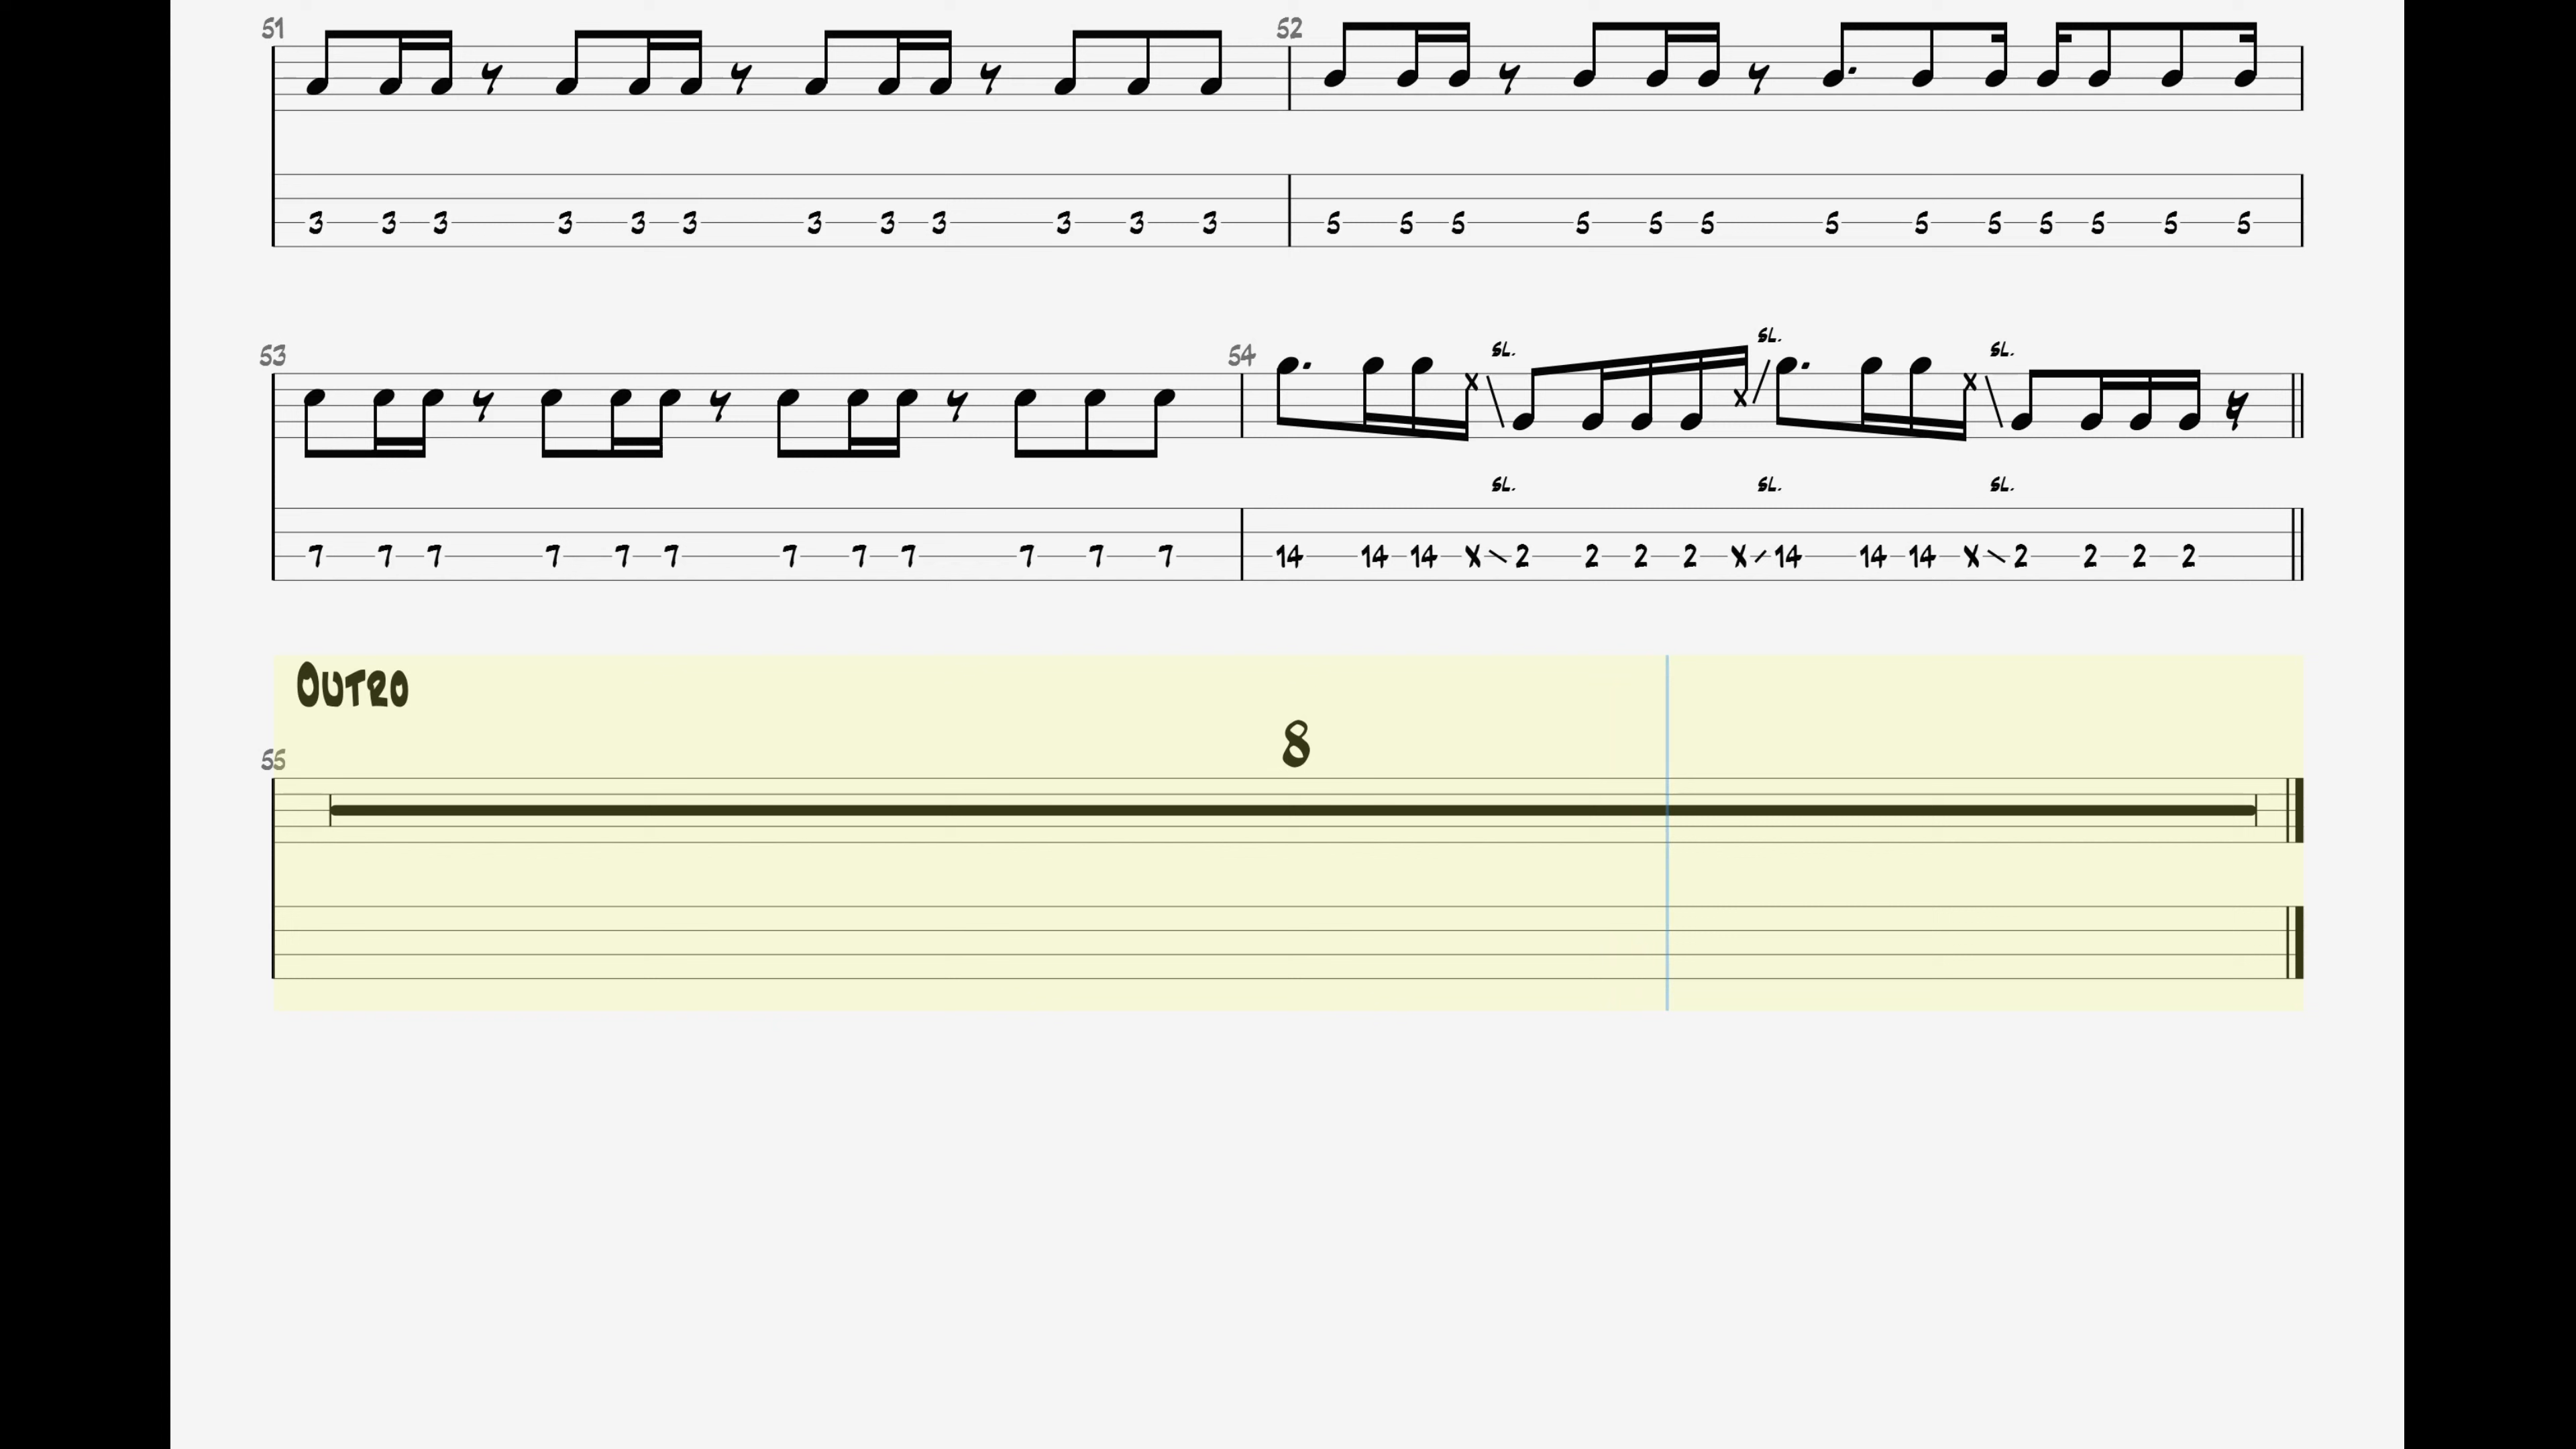 51 52
3 3 3 3 3 3 3 3 3 3 3 3 5 5 5 5 5 5 5 5 5 5 5 5 5
53 54 SL. SL. SL.
SL. SL. SL.
7 7 7 7 7 7 7 7 7 7 7 7 14 14 14 X 2 2 2 2 X 14 14 14 X 2 2 2 2
OUTRO
8
55